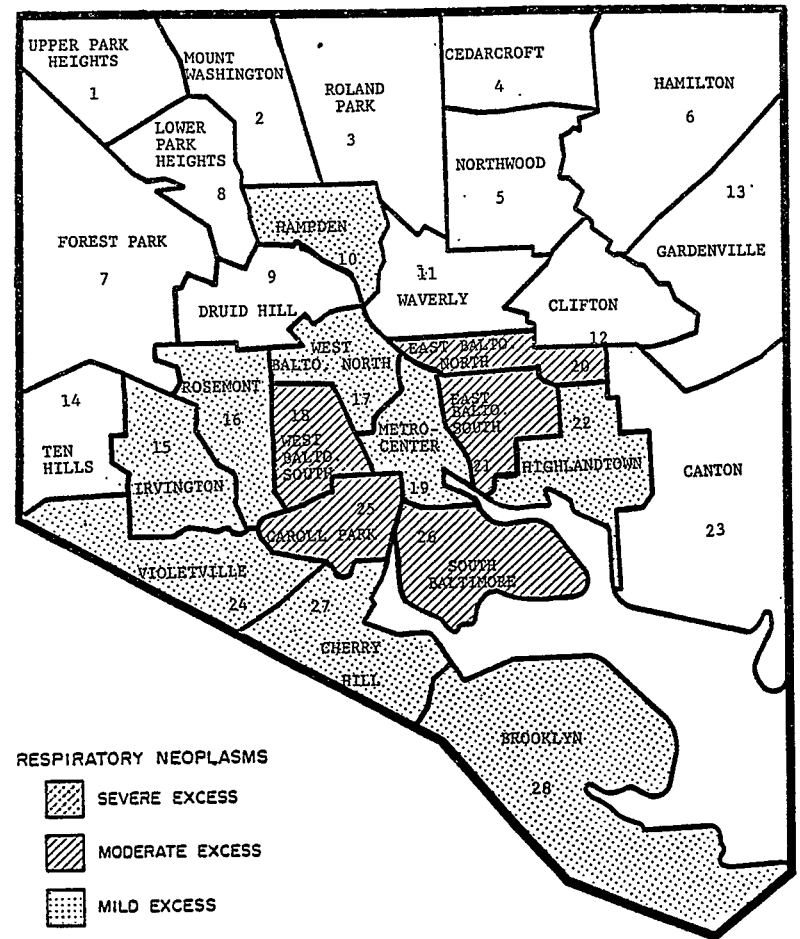 UPPER PARK
HEIGHTS
1
MOUNT
WASHINGTON
2
ROLAND
PARK
3
CEDARCROFT
4
HAMILTON
6
LOWER
PARK
HEIGHTS
8
NORTHWOOD
5
13
GARDENVILLE
FOREST PARK
7
HAMPDEN
10
9
DRUID HILL
11
WAVERLY
CLIFTON
12
WEST
BALTO. NORTH
17
EAST BALTO.
NORTH
20
14
TEN
HILLS
15
IRVINGTON
ROSEMONT
16
18
WEST
BALTO.
SOUTH
METRO-
CENTER
19
EAST
BALTO.
SOUTH
21
22
HIGHLANDTOWN
CANTON
23
25
CAROLL PARK
26
SOUTH
BALTIMORE
VIOLETVILLE
24
27
CHERRY
HILL
BROOKLYN
28
RESPIRATORY NEOPLASMS
SEVERE EXCESS
MODERATE EXCESS
MILD EXCESS